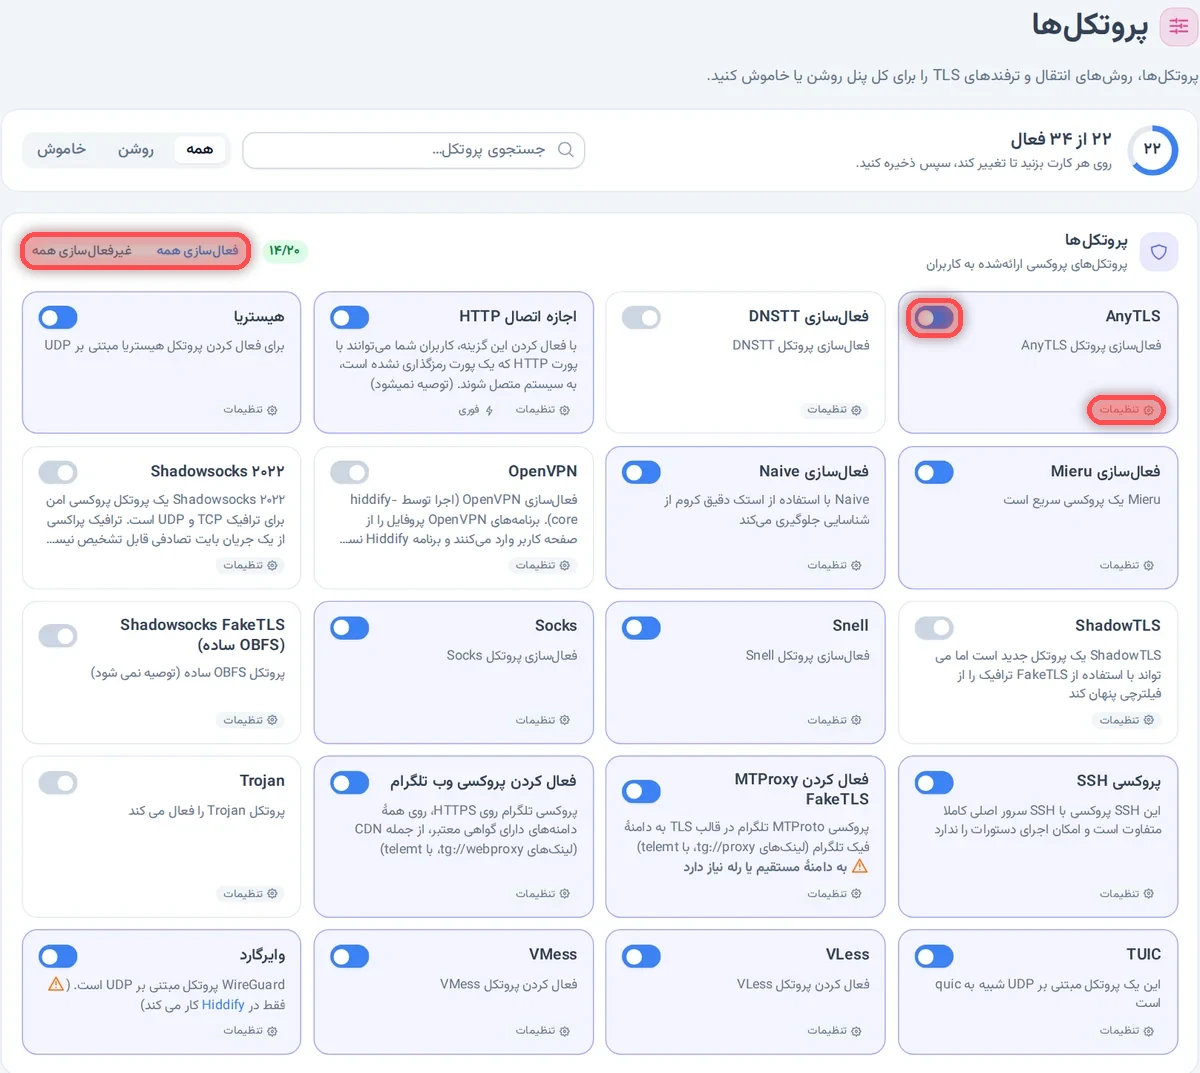 پروتکل‌ها
پروتکل‌ها، روش‌های انتقال و ترفندهای TLS را برای کل پنل روشن یا خاموش کنید.
۲۲
۲۲ از ۳۴ فعال
روی هر کارت بزنید تا تغییر کند، سپس ذخیره کنید.
جستجوی پروتکل...
همه
روشن
خاموش
پروتکل‌ها
پروتکل‌های پروکسی ارائه‌شده به کاربران
۱۴/۲۰
فعال‌سازی همه
غیرفعال‌سازی همه
AnyTLS
فعال‌سازی پروتکل AnyTLS
تنظیمات
فعال‌سازی DNSTT
فعال‌سازی پروتکل DNSTT
تنظیمات
اجازه اتصال HTTP
با فعال کردن این گزینه، کاربران شما می‌توانند با
پورت HTTP که یک پورت رمزگذاری نشده است،
به سیستم متصل شوند. (توصیه نمیشود)
تنظیمات
فوری
هیستریا
برای فعال کردن پروتکل هیستریا مبتنی بر UDP
تنظیمات
فعال‌سازی Mieru
Mieru یک پروکسی سریع است
تنظیمات
فعال‌سازی Naive
Naive با استفاده از استک دقیق کروم از
شناسایی جلوگیری می‌کند
تنظیمات
OpenVPN
فعال‌سازی OpenVPN (اجرا توسط hiddify-
core). برنامه‌های OpenVPN پروفایل را از
صفحه کاربر وارد می‌کنند و برنامه Hiddify نس...
تنظیمات
Shadowsocks ۲۰۲۲
Shadowsocks ۲۰۲۲ یک پروتکل پروکسی امن
برای ترافیک TCP و UDP است. ترافیک پراکسی
از یک جریان بایت تصادفی قابل تشخیص نیس...
تنظیمات
ShadowTLS
ShadowTLS یک پروتکل جدید است اما می
تواند با استفاده از FakeTLS ترافیک را از
فیلترچی پنهان کند
تنظیمات
Snell
فعال‌سازی پروتکل Snell
تنظیمات
Socks
فعال‌سازی پروتکل Socks
تنظیمات
Shadowsocks FakeTLS
(OBFS ساده)
پروتکل OBFS ساده (توصیه نمی شود)
تنظیمات
پروکسی SSH
این SSH پروکسی با SSH سرور اصلی کاملا
متفاوت است و امکان اجرای دستورات را ندارد
تنظیمات
فعال کردن MTProxy
FakeTLS
پروکسی MTProto تلگرام در قالب TLS به دامنهٔ
فیک تلگرام (لینک‌های tg://proxy، با telemt)
⚠ به دامنهٔ مستقیم یا رله نیاز دارد
تنظیمات
فعال کردن پروکسی وب تلگرام
پروکسی تلگرام روی HTTPS، روی همهٔ
دامنه‌های دارای گواهی معتبر، از جمله CDN
(لینک‌های tg://webproxy، با telemt)
تنظیمات
Trojan
پروتکل Trojan را فعال می کند
تنظیمات
TUIC
این یک پروتکل مبتنی بر UDP شبیه به quic
است
تنظیمات
VLess
فعال کردن پروتکل VLess
تنظیمات
VMess
فعال کردن پروتکل VMess
تنظیمات
وایرگارد
WireGuard پروتکل مبتنی بر UDP است. (⚠
فقط در Hiddify کار می کند)
تنظیمات